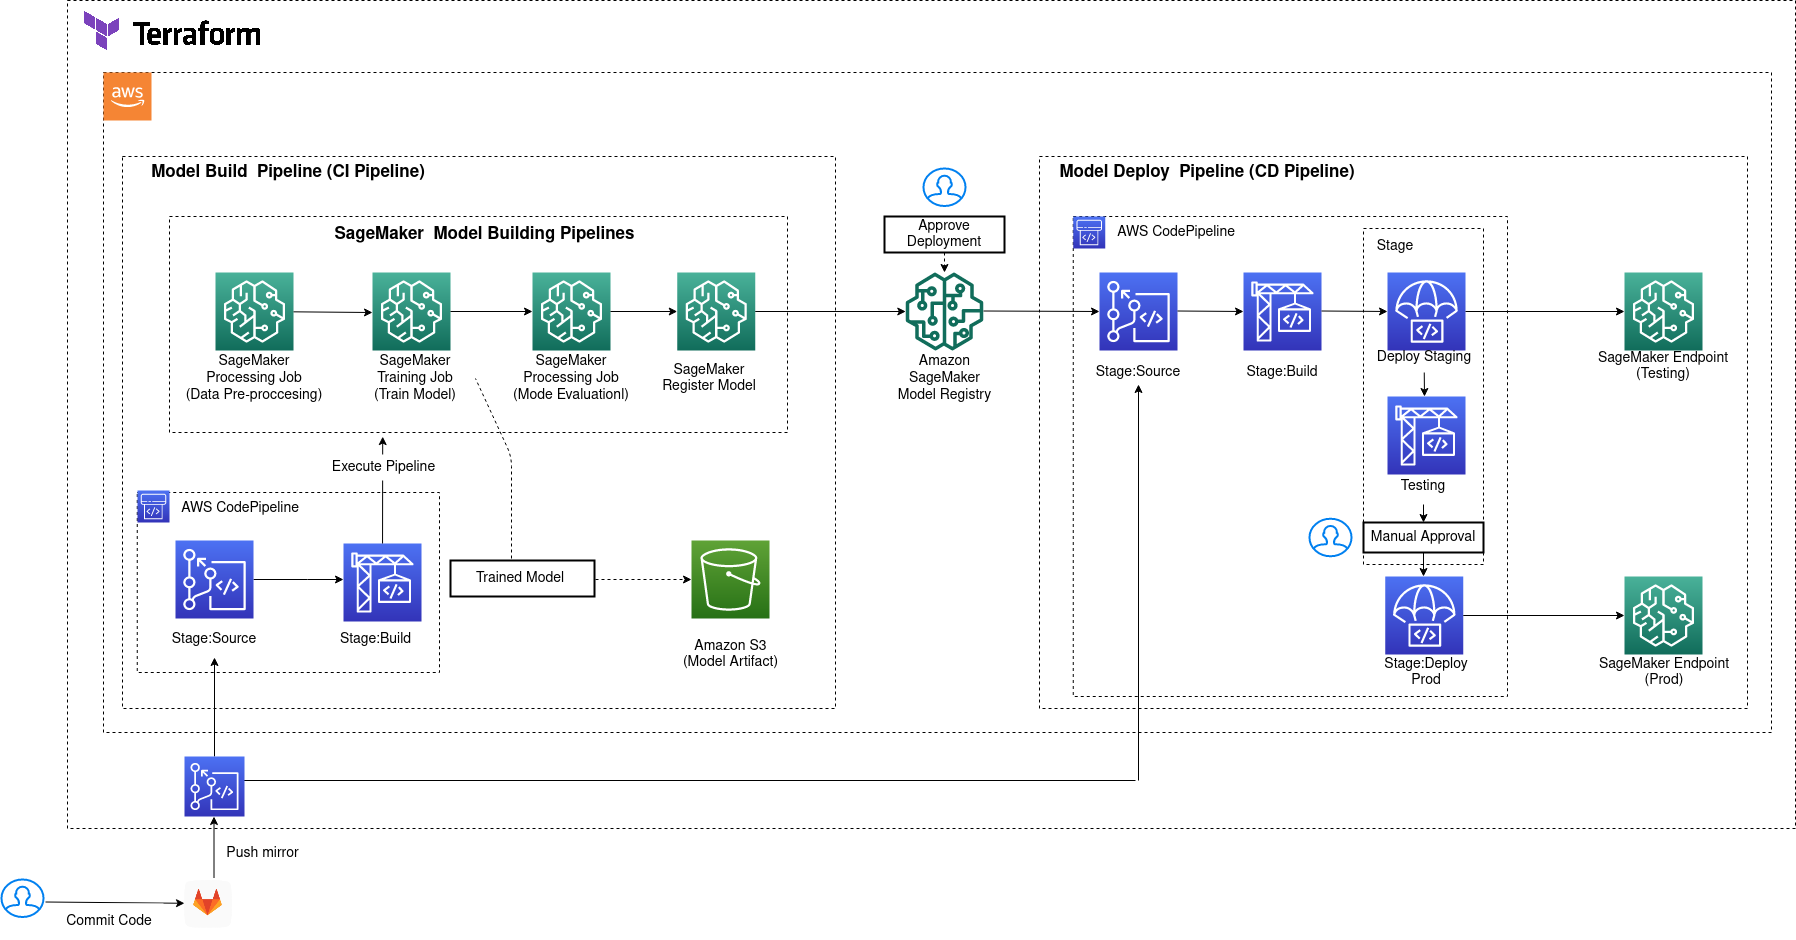 Terraform
aws
Model Build Pipeline (CI Pipeline)
SageMaker Model Building Pipelines
SageMaker
Processing Job
(Data Pre-proccesing)
SageMaker
Training Job
(Train Model)
SageMaker
Processing Job
(Mode Evaluationl)
SageMaker
Register Model
Execute Pipeline
AWS CodePipeline
Stage:Source
Stage:Build
Trained Model
Amazon S3
(Model Artifact)
Approve
Deployment
Amazon
SageMaker
Model Registry
Model Deploy Pipeline (CD Pipeline)
AWS CodePipeline
Stage:Source
Stage:Build
Stage
Deploy Staging
Testing
Manual Approval
Stage:Deploy
Prod
SageMaker Endpoint
(Testing)
SageMaker Endpoint
(Prod)
Push mirror
Commit Code